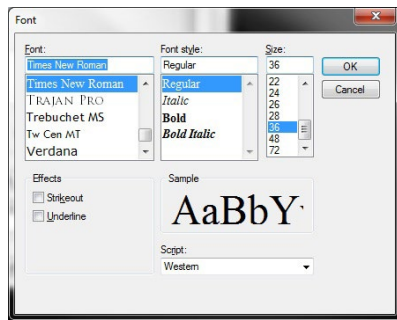 Font
Font: Font style: Size:
Times New Roman Regular 36 OK
Times New Roman Regular 22 Cancel
Trajan Pro Italic 24
Trebuchet MS Bold 26
Tw Cen MT Bold Italic 28
Verdana 36
48
72
Effects Sample
Strikeout
Underline
AaBbY
Script:
Western